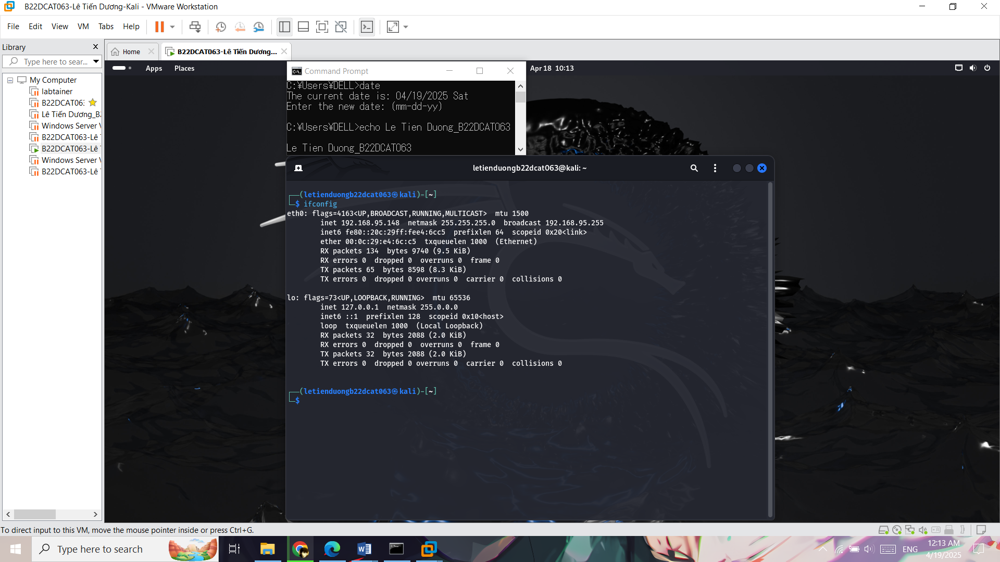 B22DCAT063-Lê Tiến Dương-Kali - VMware Workstation
File Edit View VM Tabs Help
Library
Type here to sear...
Home
B22DCAT063-Lê Tiến Dương...
My Computer
labtainer
B22DCAT063
Lê Tiến Dương_B2
Windows Server V
B22DCAT063-Lê T
B22DCAT063-Lê T
Windows Server V
B22DCAT063-Lê T
Apps Places
Apr 18 10:13
Command Prompt
C:¥Users¥DELL>date
The current date is: 04/19/2025 Sat
Enter the new date: (mm-dd-yy)
C:¥Users¥DELL>echo Le Tien Duong_B22DCAT063
Le Tien Duong_B22DCAT063
letienduongb22dcat063@kali: ~
┌──(letienduongb22dcat063㉿kali)-[~]
└─$ ifconfig
eth0: flags=4163<UP,BROADCAST,RUNNING,MULTICAST>  mtu 1500
        inet 192.168.95.148  netmask 255.255.255.0  broadcast 192.168.95.255
        inet6 fe80::20c:29ff:fee4:6cc5  prefixlen 64  scopeid 0x20<link>
        ether 00:0c:29:e4:6c:c5  txqueuelen 1000  (Ethernet)
        RX packets 134  bytes 9740 (9.5 KiB)
        RX errors 0  dropped 0  overruns 0  frame 0
        TX packets 65  bytes 8598 (8.3 KiB)
        TX errors 0  dropped 0 overruns 0  carrier 0  collisions 0
lo: flags=73<UP,LOOPBACK,RUNNING>  mtu 65536
        inet 127.0.0.1  netmask 255.0.0.0
        inet6 ::1  prefixlen 128  scopeid 0x10<host>
        loop  txqueuelen 1000  (Local Loopback)
        RX packets 32  bytes 2088 (2.0 KiB)
        RX errors 0  dropped 0  overruns 0  frame 0
        TX packets 32  bytes 2088 (2.0 KiB)
        TX errors 0  dropped 0 overruns 0  carrier 0  collisions 0
┌──(letienduongb22dcat063㉿kali)-[~]
└─$
To direct input to this VM, move the mouse pointer inside or press Ctrl+G.
Type here to search
ENG
12:13 AM
4/19/2025